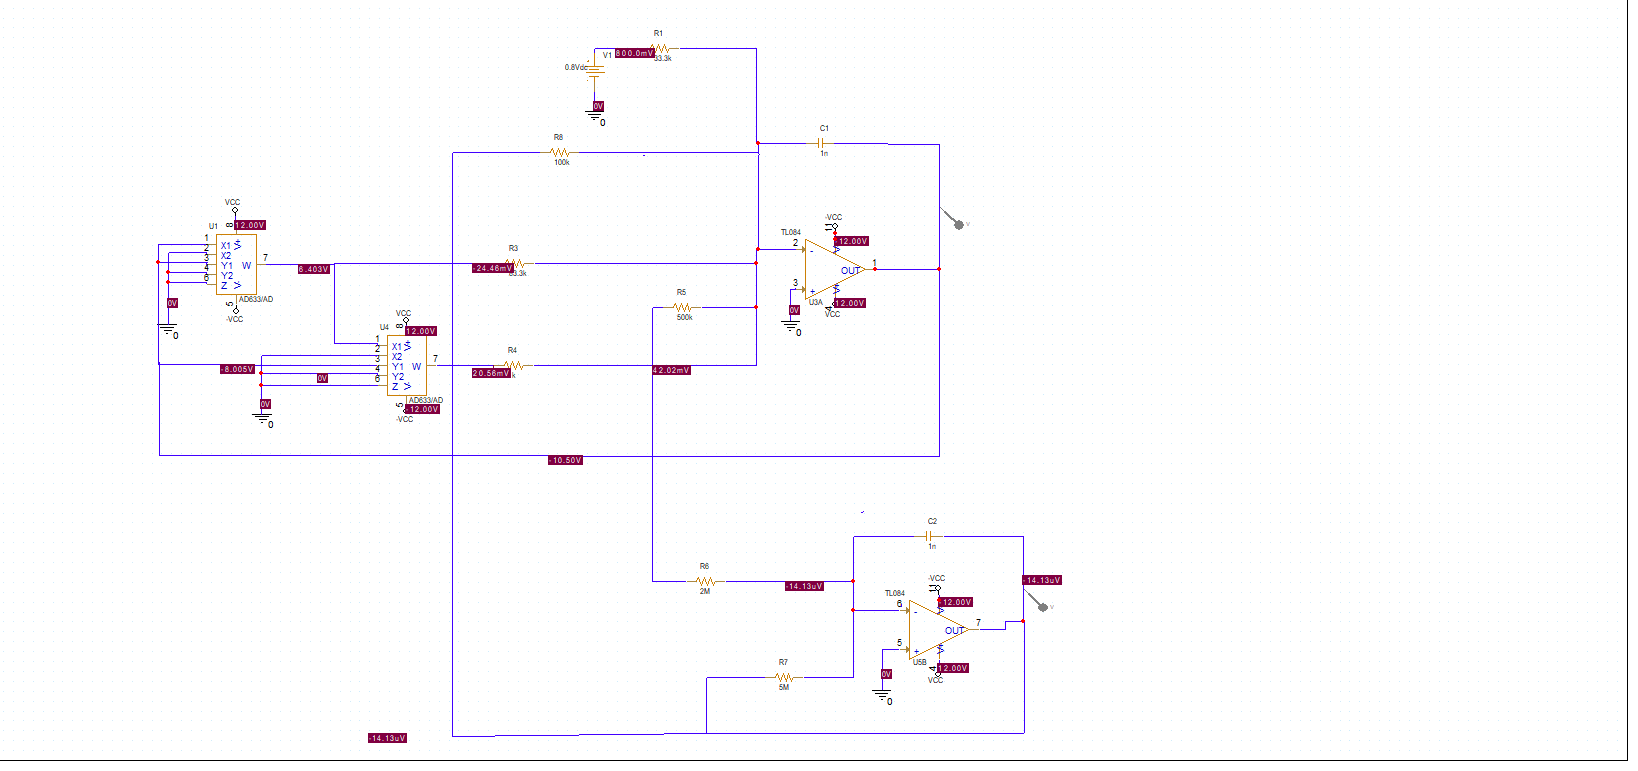 R1
V1
800.0mV
33.3k
0.8Vdc
0V
0
C1
1n
R8
100k
VCC
8
12.00V
U1
1
2
3
4
6
X1
X2
Y1
Y2
Z
V+
V-
W
7
AD633/AD
5
-VCC
0V
0
6.403V
R3
-24.46mV
33.3k
R5
500k
-VCC
11
-12.00V
TL084
2
3
-
+
V-
V+
OUT
1
U3A
12.00V
4
VCC
0V
0
V
VCC
8
12.00V
U4
1
2
3
4
6
X1
X2
Y1
Y2
Z
V+
V-
W
7
AD633/AD
5
-12.00V
-VCC
-8.005V
0V
0V
0
R4
20.56mV
k
42.02mV
-10.50V
C2
1n
R6
2M
-14.13uV
-14.13uV
V
-VCC
11
-12.00V
TL084
6
5
-
+
V-
V+
OUT
7
U5B
12.00V
4
VCC
0V
0
R7
5M
-14.13uV